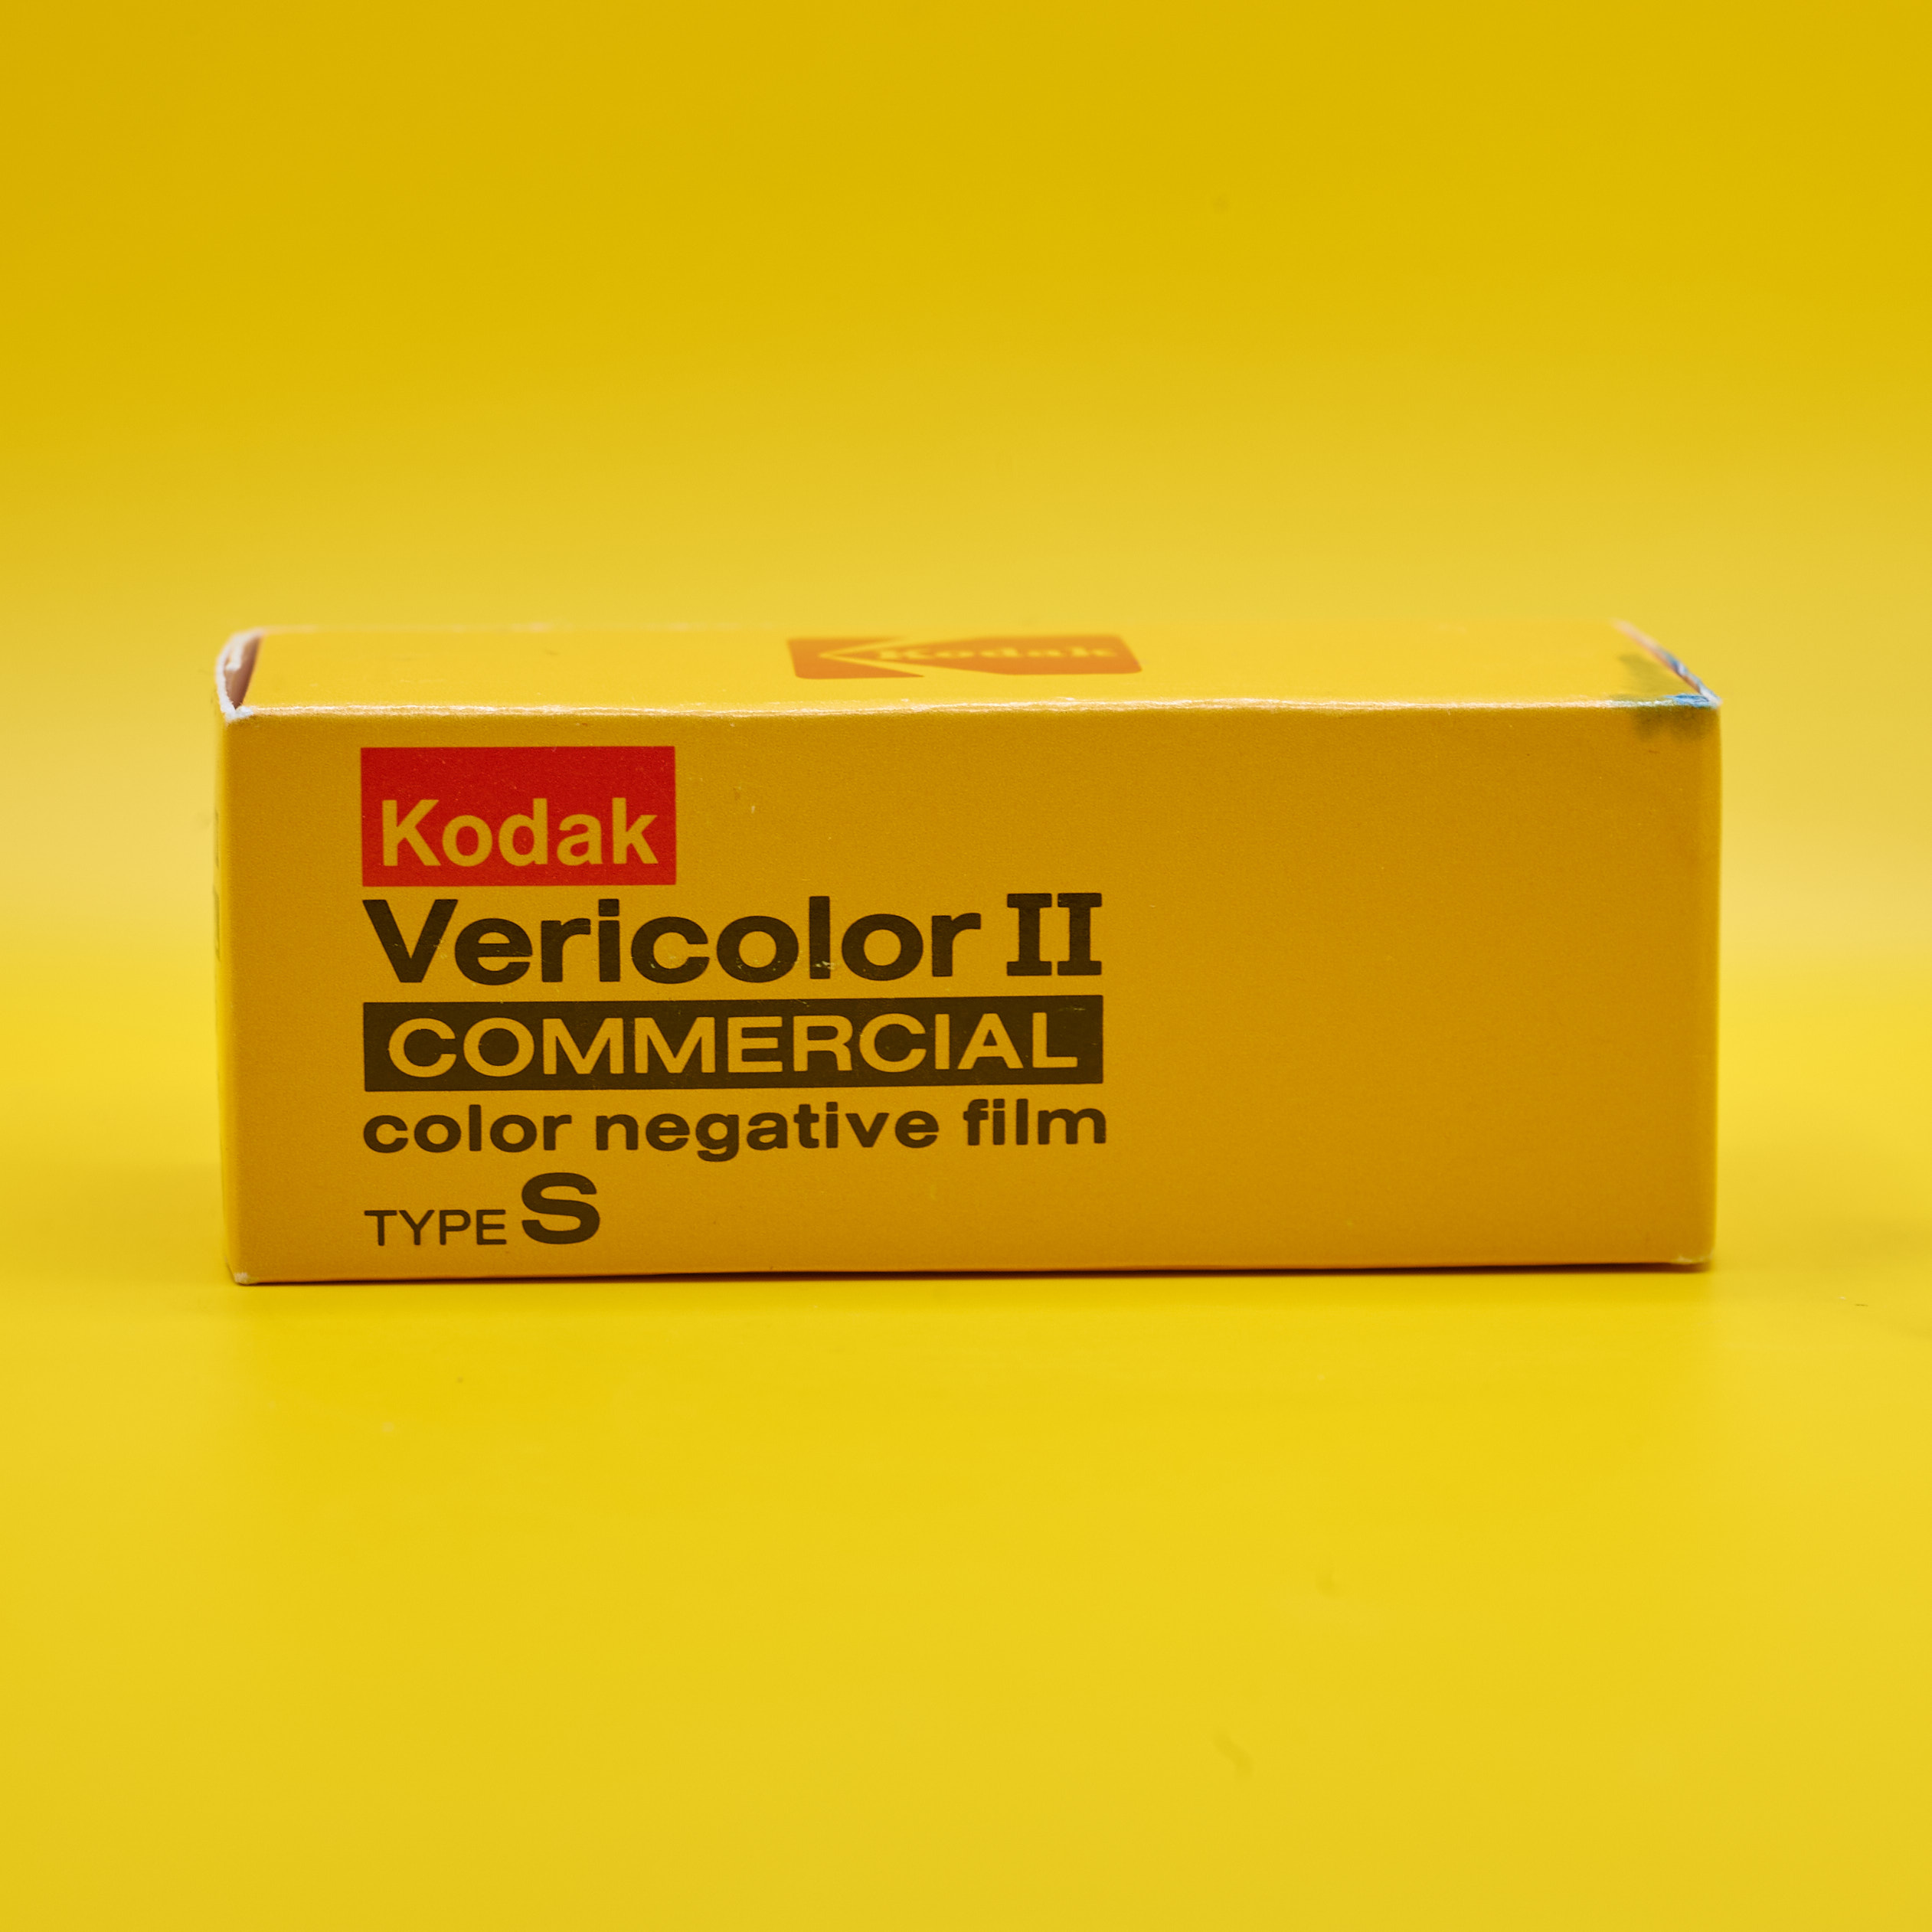 Kodak
Kodak
Vericolor II
COMMERCIAL
color negative film
TYPE S